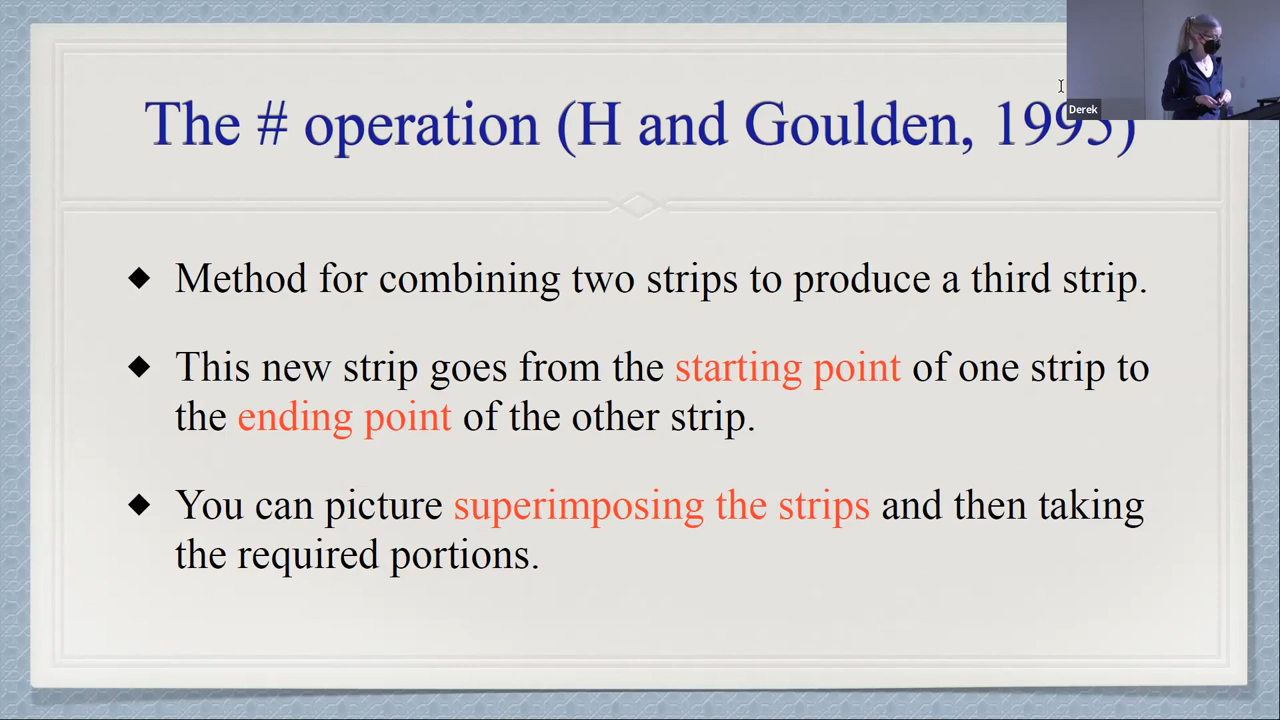 Derek
The # operation (H and Goulden, 1995)
◆ Method for combining two strips to produce a third strip.
◆ This new strip goes from the starting point of one strip to
the ending point of the other strip.
◆ You can picture superimposing the strips and then taking
the required portions.